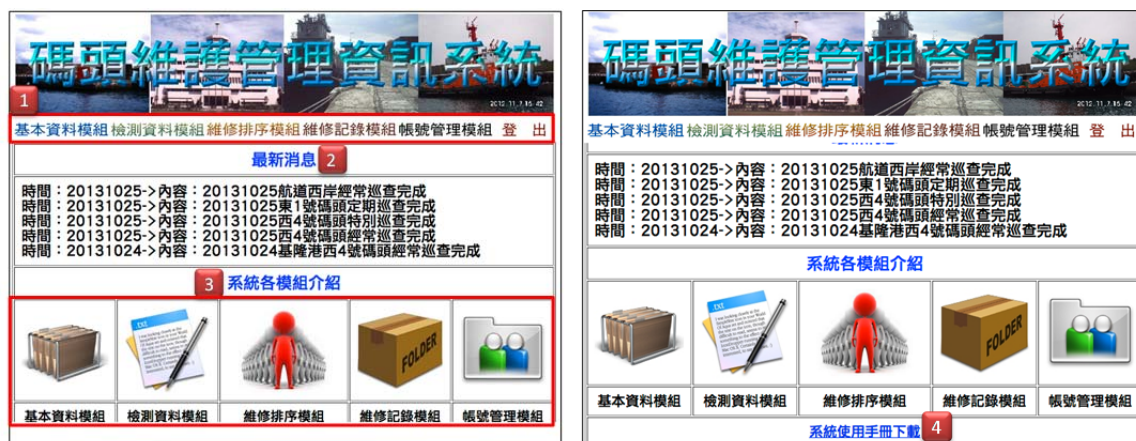 碼頭維護管理資訊系統
2012.11.7.15:42
1
基本資料模組 檢測資料模組 維修排序模組 維修記錄模組 帳號管理模組 登 出
最新消息 2
時間：20131025->內容：20131025航道西岸經常巡查完成
時間：20131025->內容：20131025東1號碼頭定期巡查完成
時間：20131025->內容：20131025西4號碼頭特別巡查完成
時間：20131025->內容：20131025西4號碼頭經常巡查完成
時間：20131024->內容：20131024基隆港西4號碼頭經常巡查完成
3 系統各模組介紹
.txt
FOLDER
基本資料模組 檢測資料模組 維修排序模組 維修記錄模組 帳號管理模組
碼頭維護管理資訊系統
2012.11.7.15:42
基本資料模組 檢測資料模組 維修排序模組 維修記錄模組 帳號管理模組 登 出
時間：20131025->內容：20131025航道西岸經常巡查完成
時間：20131025->內容：20131025東1號碼頭定期巡查完成
時間：20131025->內容：20131025西4號碼頭特別巡查完成
時間：20131025->內容：20131025西4號碼頭經常巡查完成
時間：20131024->內容：20131024基隆港西4號碼頭經常巡查完成
系統各模組介紹
.txt
FOLDER
基本資料模組 檢測資料模組 維修排序模組 維修記錄模組 帳號管理模組
系統使用手冊下載 4